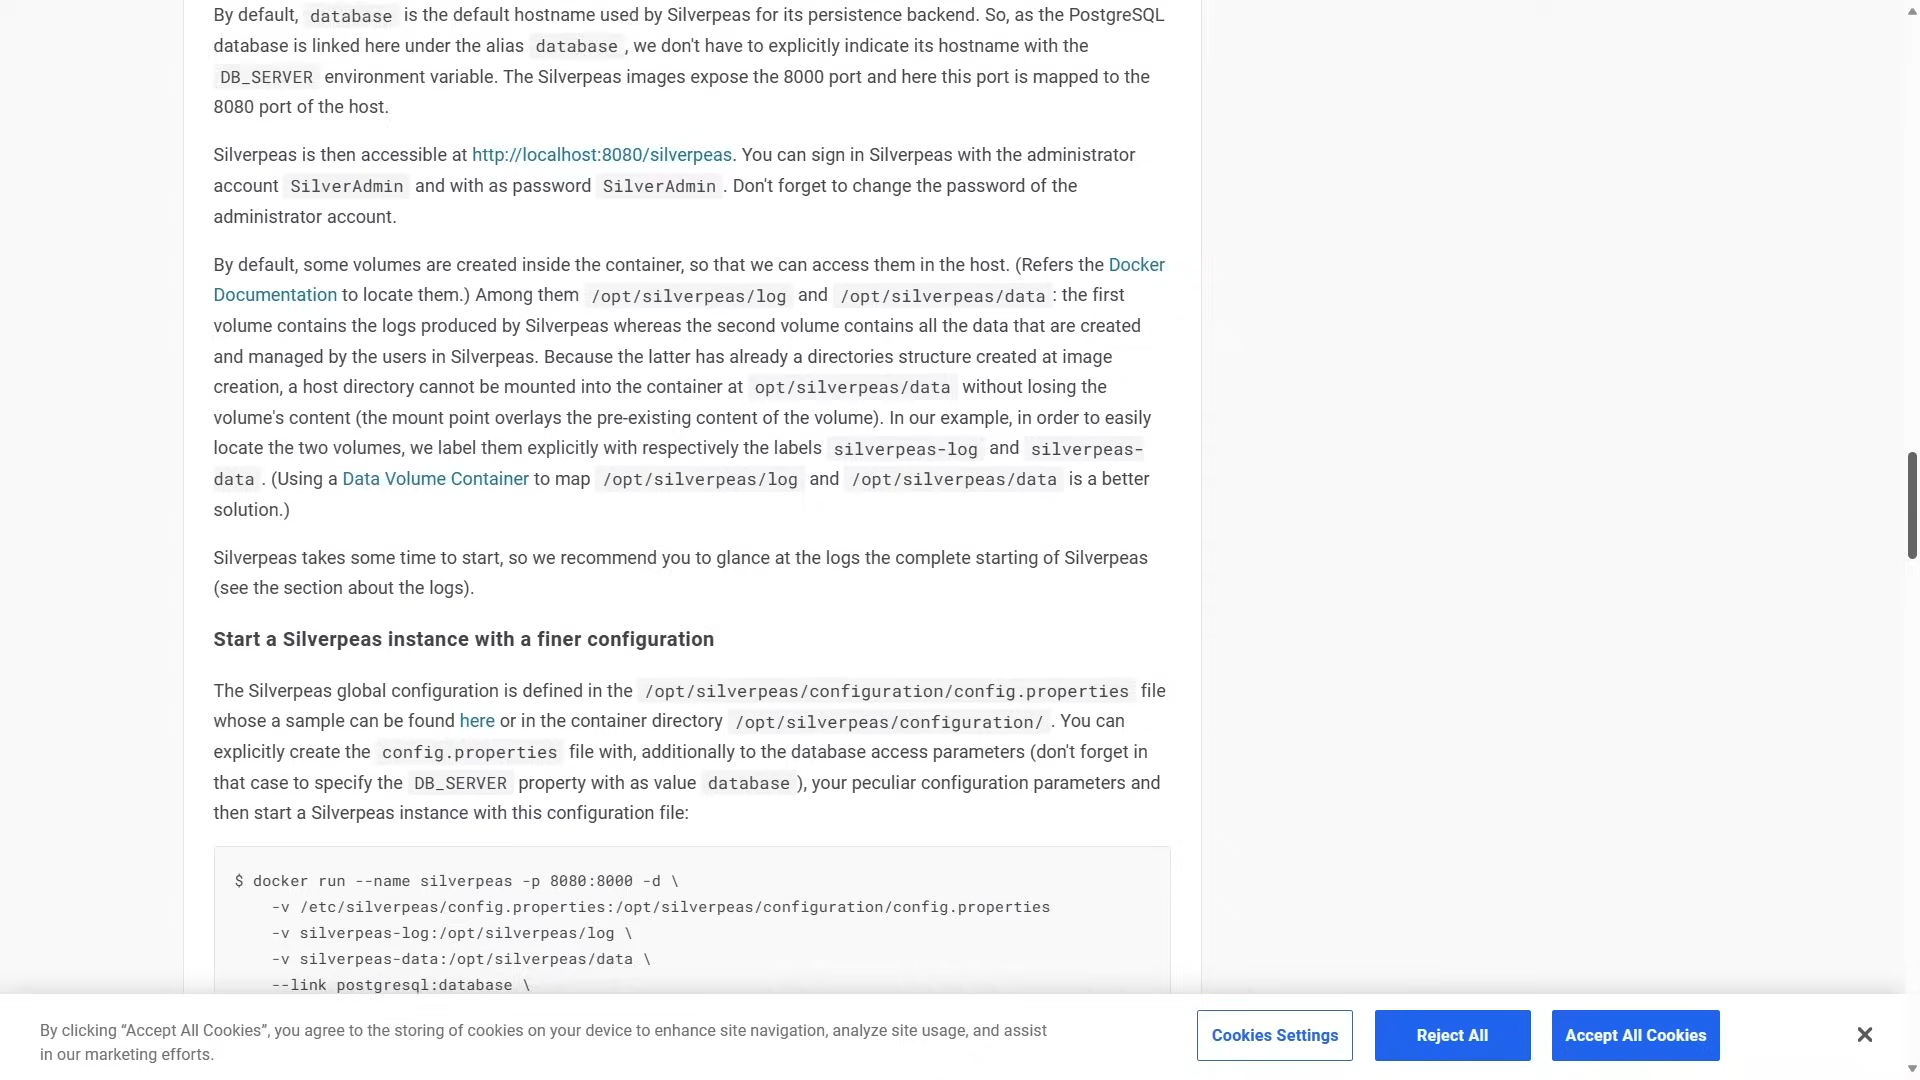 By default, database is the default hostname used by Silverpeas for its persistence backend. So, as the PostgreSQL
database is linked here under the alias database , we don't have to explicitly indicate its hostname with the
DB_SERVER environment variable. The Silverpeas images expose the 8000 port and here this port is mapped to the
8080 port of the host.
Silverpeas is then accessible at http://localhost:8080/silverpeas. You can sign in Silverpeas with the administrator
account SilverAdmin and with as password SilverAdmin . Don't forget to change the password of the
administrator account.
By default, some volumes are created inside the container, so that we can access them in the host. (Refers the Docker
Documentation to locate them.) Among them /opt/silverpeas/log and /opt/silverpeas/data : the first
volume contains the logs produced by Silverpeas whereas the second volume contains all the data that are created
and managed by the users in Silverpeas. Because the latter has already a directories structure created at image
creation, a host directory cannot be mounted into the container at opt/silverpeas/data without losing the
volume's content (the mount point overlays the pre-existing content of the volume). In our example, in order to easily
locate the two volumes, we label them explicitly with respectively the labels silverpeas-log and silverpeas-
data . (Using a Data Volume Container to map /opt/silverpeas/log and /opt/silverpeas/data is a better
solution.)
Silverpeas takes some time to start, so we recommend you to glance at the logs the complete starting of Silverpeas
(see the section about the logs).
Start a Silverpeas instance with a finer configuration
The Silverpeas global configuration is defined in the /opt/silverpeas/configuration/config.properties file
whose a sample can be found here or in the container directory /opt/silverpeas/configuration/ . You can
explicitly create the config.properties file with, additionally to the database access parameters (don't forget in
that case to specify the DB_SERVER property with as value database ), your peculiar configuration parameters and
then start a Silverpeas instance with this configuration file:
$ docker run --name silverpeas -p 8080:8000 -d \
-v /etc/silverpeas/config.properties:/opt/silverpeas/configuration/config.properties
-v silverpeas-log:/opt/silverpeas/log \
-v silverpeas-data:/opt/silverpeas/data \
--link postgresql:database \
By clicking “Accept All Cookies”, you agree to the storing of cookies on your device to enhance site navigation, analyze site usage, and assist
in our marketing efforts.
Cookies Settings
Reject All
Accept All Cookies